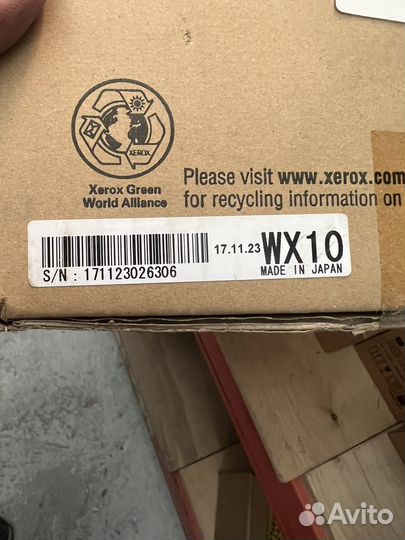 XEROX
Xerox Green
World Alliance
Please visit www.xerox.com
for recycling information on
17.11.23 WX10
S/N : 171123026306
MADE IN JAPAN
Avito